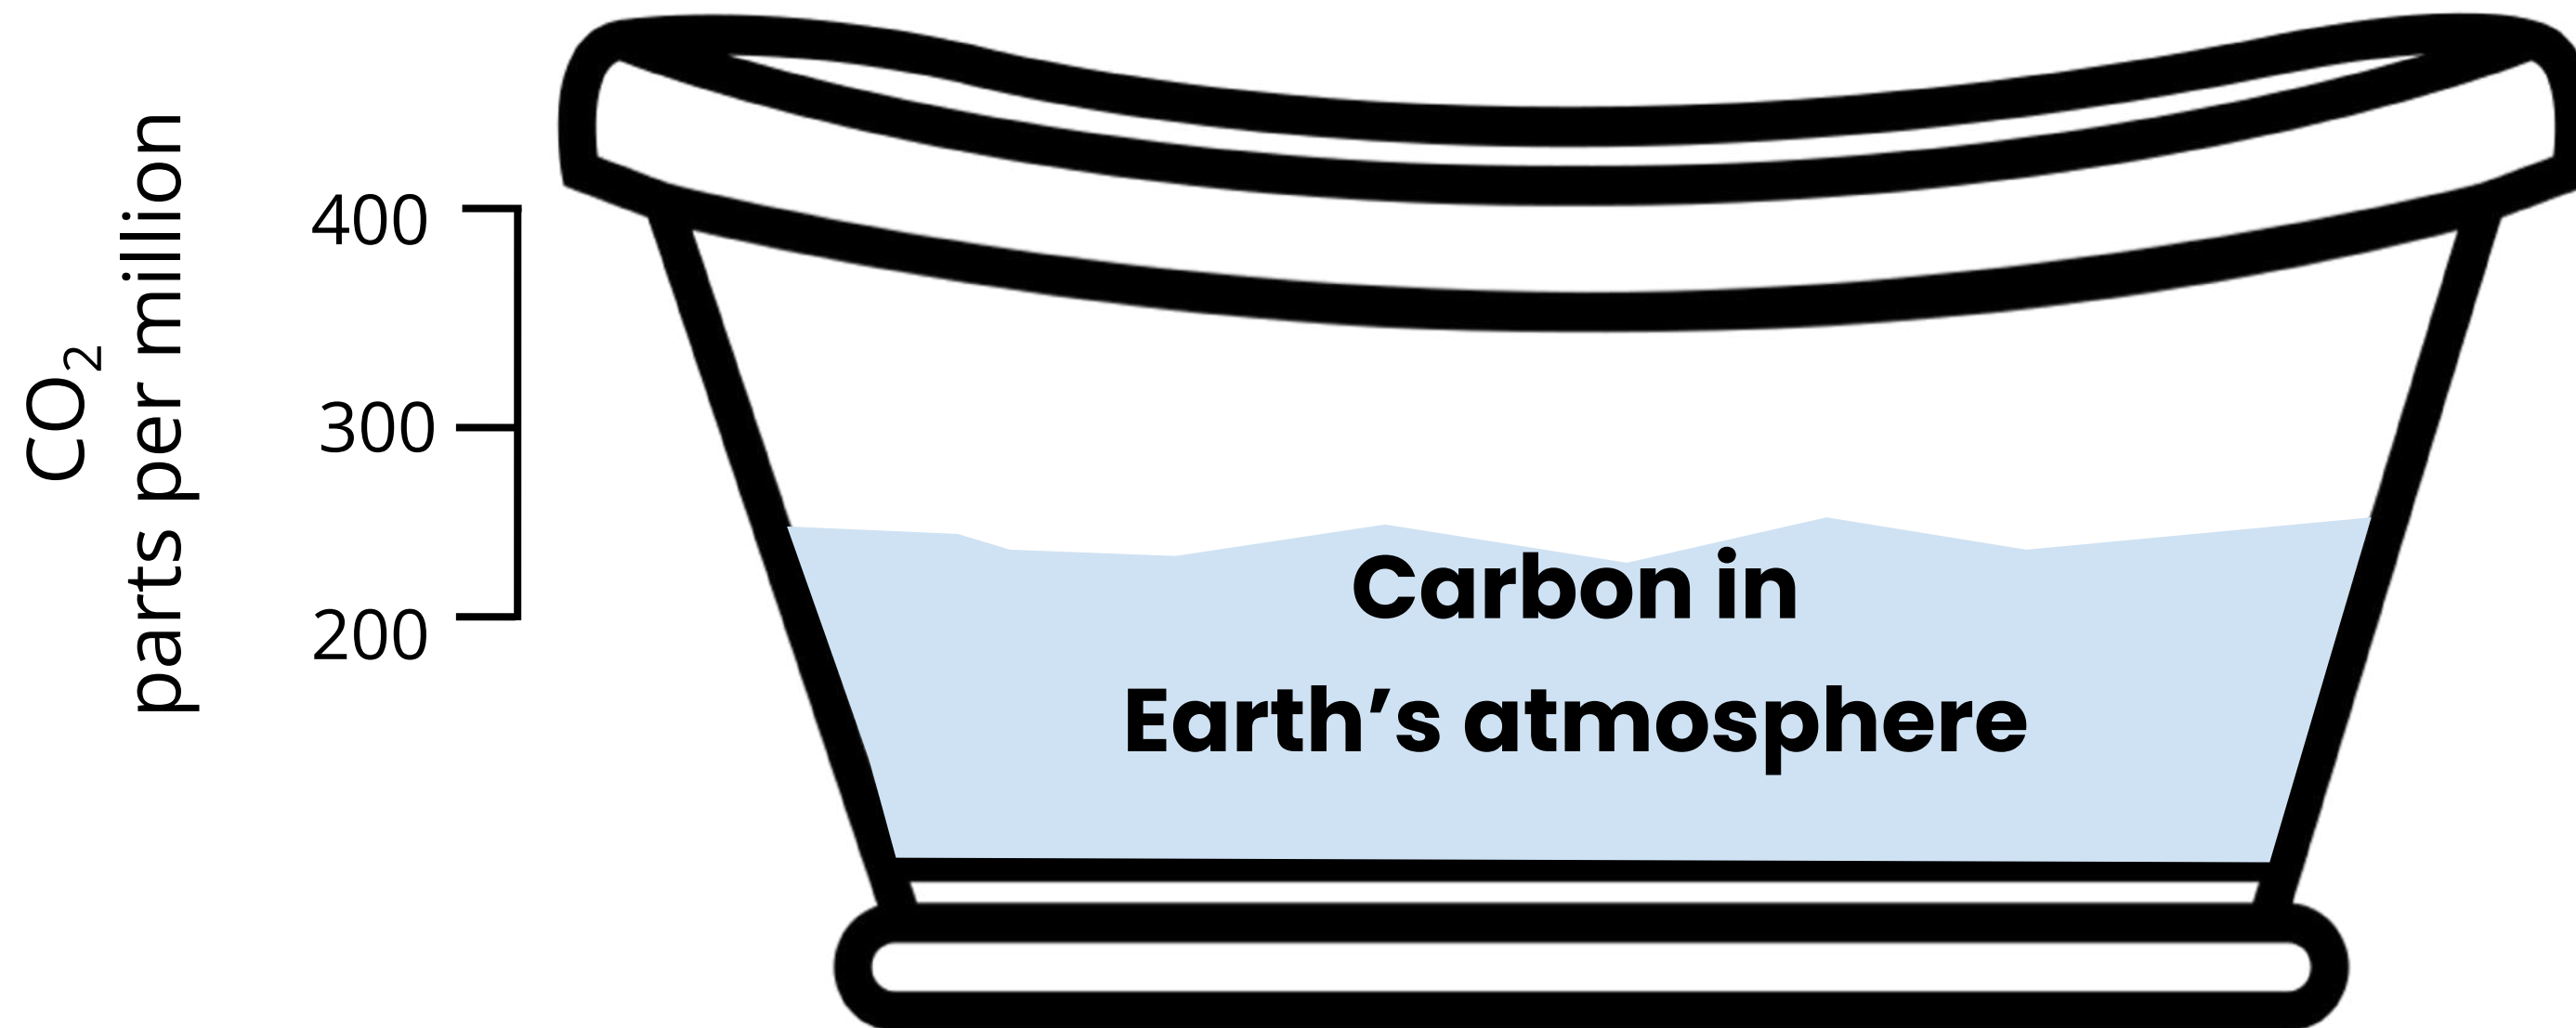 CO₂
parts per million
400
300
200
Carbon in
Earth’s atmosphere